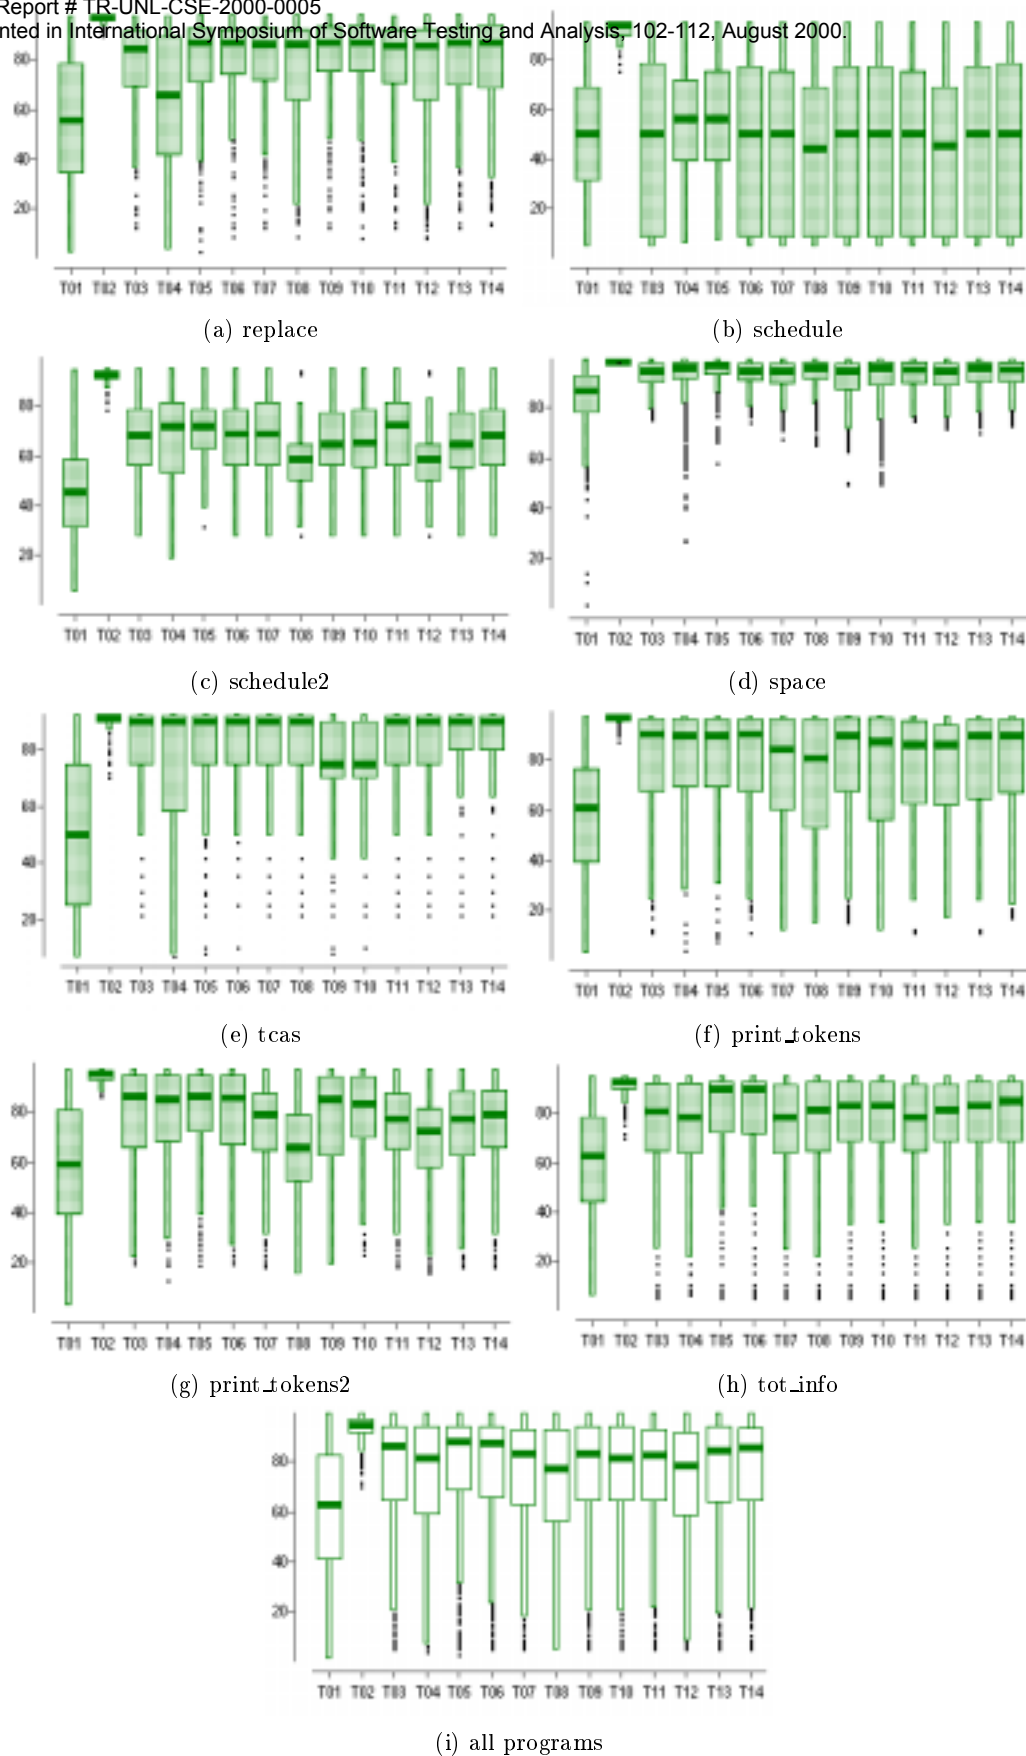 Report # TR-UNL-CSE-2000-0005
nted in International Symposium of Software Testing and Analysis, 102-112, August 2000.
80
60
40
20
T01 T02 T03 T04 T05 T06 T07 T08 T09 T10 T11 T12 T13 T14
(a) replace
80
60
40
20
T01 T02 T03 T04 T05 T06 T07 T08 T09 T10 T11 T12 T13 T14
(b) schedule
80
60
40
20
T01 T02 T03 T04 T05 T06 T07 T08 T09 T10 T11 T12 T13 T14
(c) schedule2
80
60
40
20
T01 T02 T03 T04 T05 T06 T07 T08 T09 T10 T11 T12 T13 T14
(d) space
80
60
40
20
T01 T02 T03 T04 T05 T06 T07 T08 T09 T10 T11 T12 T13 T14
(e) tcas
80
60
40
20
T01 T02 T03 T04 T05 T06 T07 T08 T09 T10 T11 T12 T13 T14
(f) print_tokens
80
60
40
20
T01 T02 T03 T04 T05 T06 T07 T08 T09 T10 T11 T12 T13 T14
(g) print_tokens2
80
60
40
20
T01 T02 T03 T04 T05 T06 T07 T08 T09 T10 T11 T12 T13 T14
(h) tot_info
80
60
40
20
T01 T02 T03 T04 T05 T06 T07 T08 T09 T10 T11 T12 T13 T14
(i) all programs